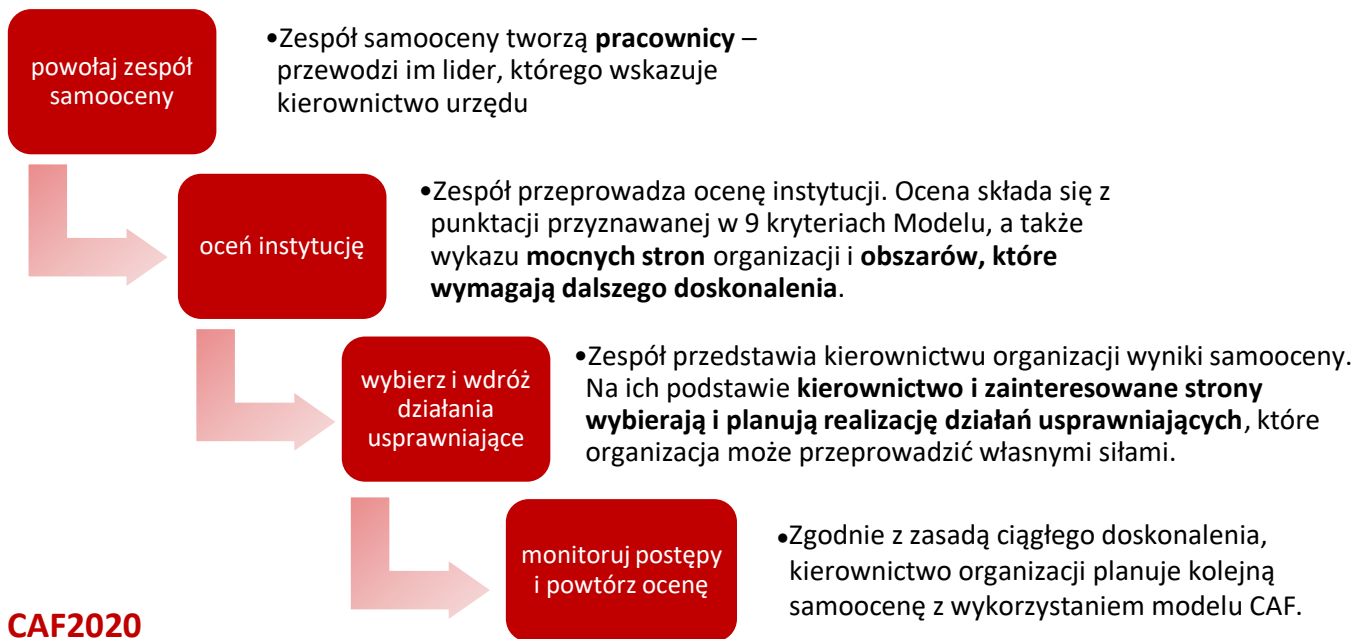 powołaj zespół
samooceny
•Zespół samooceny tworzą pracownicy –
przewodzi im lider, którego wskazuje
kierownictwo urzędu
oceń instytucję
•Zespół przeprowadza ocenę instytucji. Ocena składa się z
punktacji przyznawanej w 9 kryteriach Modelu, a także
wykazu mocnych stron organizacji i obszarów, które
wymagają dalszego doskonalenia.
wybierz i wdróż
działania
usprawniające
•Zespół przedstawia kierownictwu organizacji wyniki samooceny.
Na ich podstawie kierownictwo i zainteresowane strony
wybierają i planują realizację działań usprawniających, które
organizacja może przeprowadzić własnymi siłami.
monitoruj postępy
i powtórz ocenę
•Zgodnie z zasadą ciągłego doskonalenia,
kierownictwo organizacji planuje kolejną
samoocenę z wykorzystaniem modelu CAF.
CAF2020